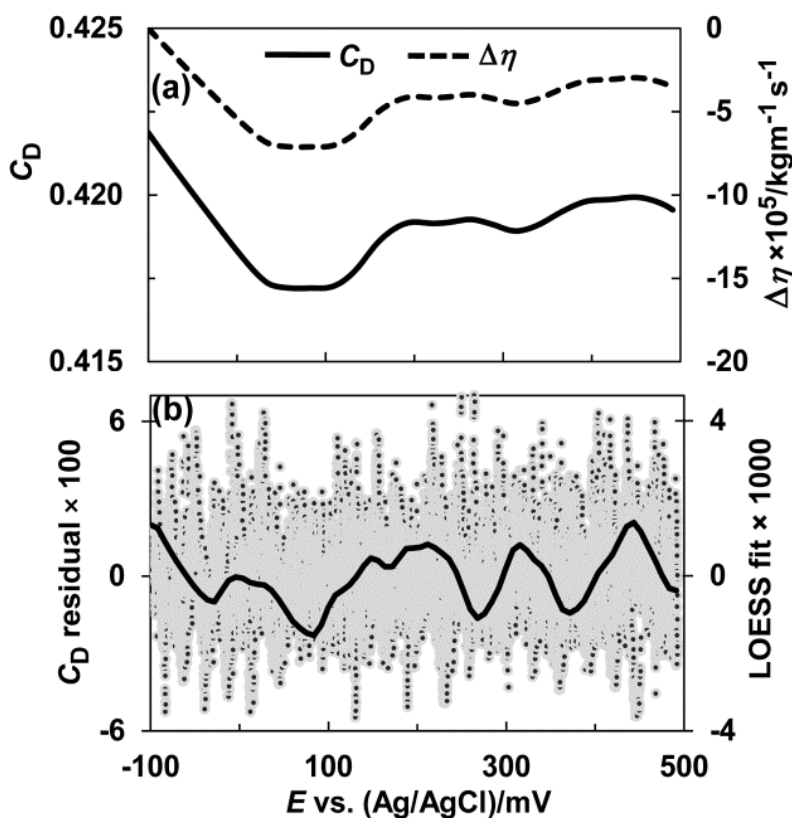 0.425
0
(a)
C_D
Δη
-5
C_D
0.420
-10
Δη ×10⁵/kgm⁻¹ s⁻¹
-15
0.415
-20
(b)
6
4
C_D residual × 100
0
0
LOESS fit × 1000
-6
-4
-100
100
300
500
E vs. (Ag/AgCl)/mV